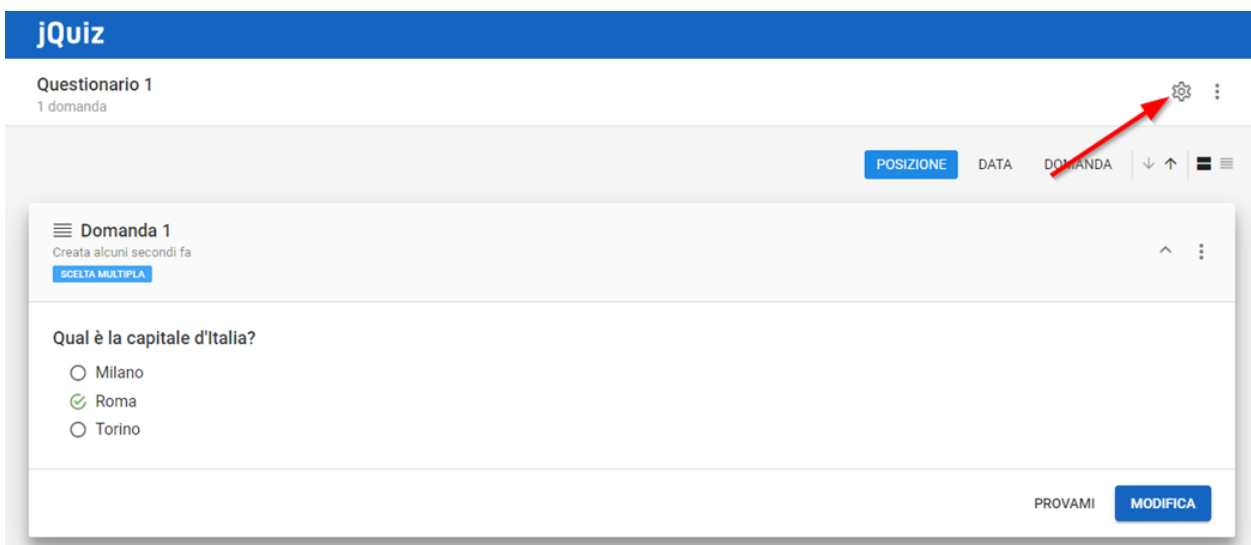 jQuiz
Questionario 1
1 domanda
POSIZIONE DATA DOMANDA
Domanda 1
Creata alcuni secondi fa
SCELTA MULTIPLA
Qual è la capitale d'Italia?
Milano
Roma
Torino
PROVAMI MODIFICA